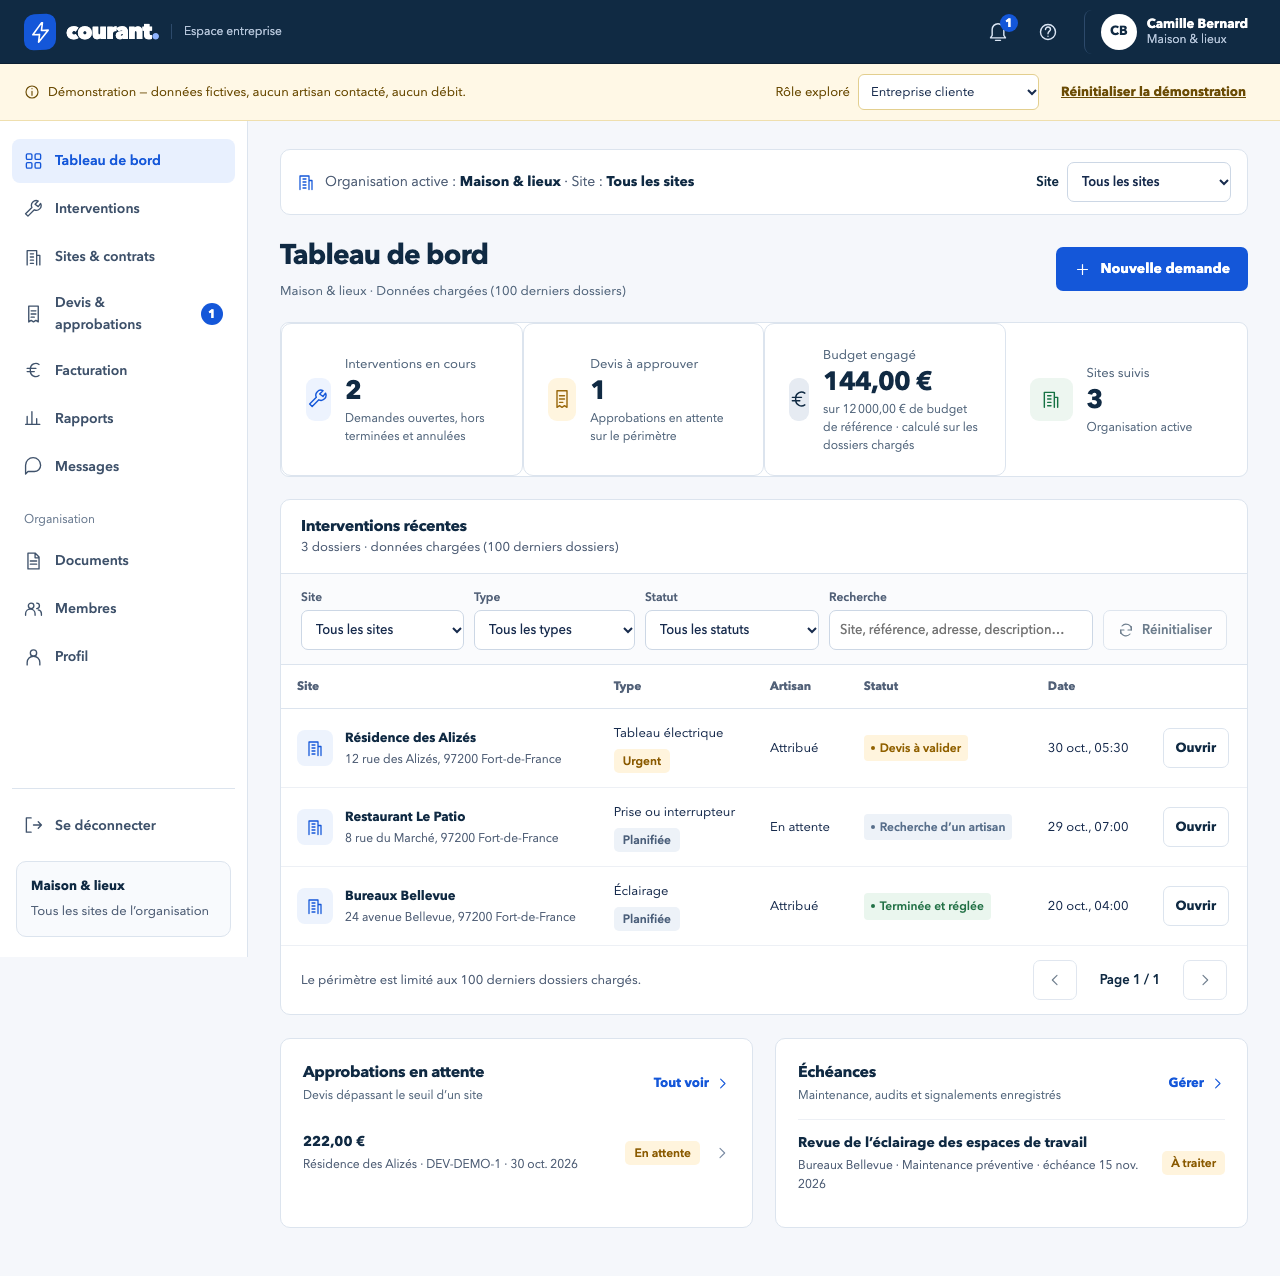 courant.
Espace entreprise
1
CB
Camille Bernard
Maison & lieux
Démonstration – données fictives, aucun artisan contacté, aucun débit.
Rôle exploré
Entreprise cliente
Réinitialiser la démonstration
Tableau de bord
Interventions
Sites & contrats
Devis &
approbations
1
Facturation
Rapports
Messages
Organisation
Documents
Membres
Profil
Se déconnecter
Maison & lieux
Tous les sites de l’organisation
Organisation active : Maison & lieux · Site : Tous les sites
Site
Tous les sites
Tableau de bord
Maison & lieux · Données chargées (100 derniers dossiers)
Nouvelle demande
Interventions en cours
2
Demandes ouvertes, hors
terminées et annulées
Devis à approuver
1
Approbations en attente
sur le périmètre
€
Budget engagé
144,00 €
sur 12 000,00 € de budget
de référence · calculé sur les
dossiers chargés
Sites suivis
3
Organisation active
Interventions récentes
3 dossiers · données chargées (100 derniers dossiers)
Site
Type
Statut
Recherche
Tous les sites
Tous les types
Tous les statuts
Site, référence, adresse, description…
Réinitialiser
Site
Type
Artisan
Statut
Date
Résidence des Alizés
12 rue des Alizés, 97200 Fort-de-France
Tableau électrique
Urgent
Attribué
• Devis à valider
30 oct., 05:30
Ouvrir
Restaurant Le Patio
8 rue du Marché, 97200 Fort-de-France
Prise ou interrupteur
Planifiée
En attente
• Recherche d’un artisan
29 oct., 07:00
Ouvrir
Bureaux Bellevue
24 avenue Bellevue, 97200 Fort-de-France
Éclairage
Planifiée
Attribué
• Terminée et réglée
20 oct., 04:00
Ouvrir
Le périmètre est limité aux 100 derniers dossiers chargés.
Page 1 / 1
Approbations en attente
Devis dépassant le seuil d’un site
Tout voir
222,00 €
Résidence des Alizés · DEV-DEMO-1 · 30 oct. 2026
En attente
Échéances
Maintenance, audits et signalements enregistrés
Gérer
Revue de l’éclairage des espaces de travail
Bureaux Bellevue · Maintenance préventive · échéance 15 nov.
2026
À traiter